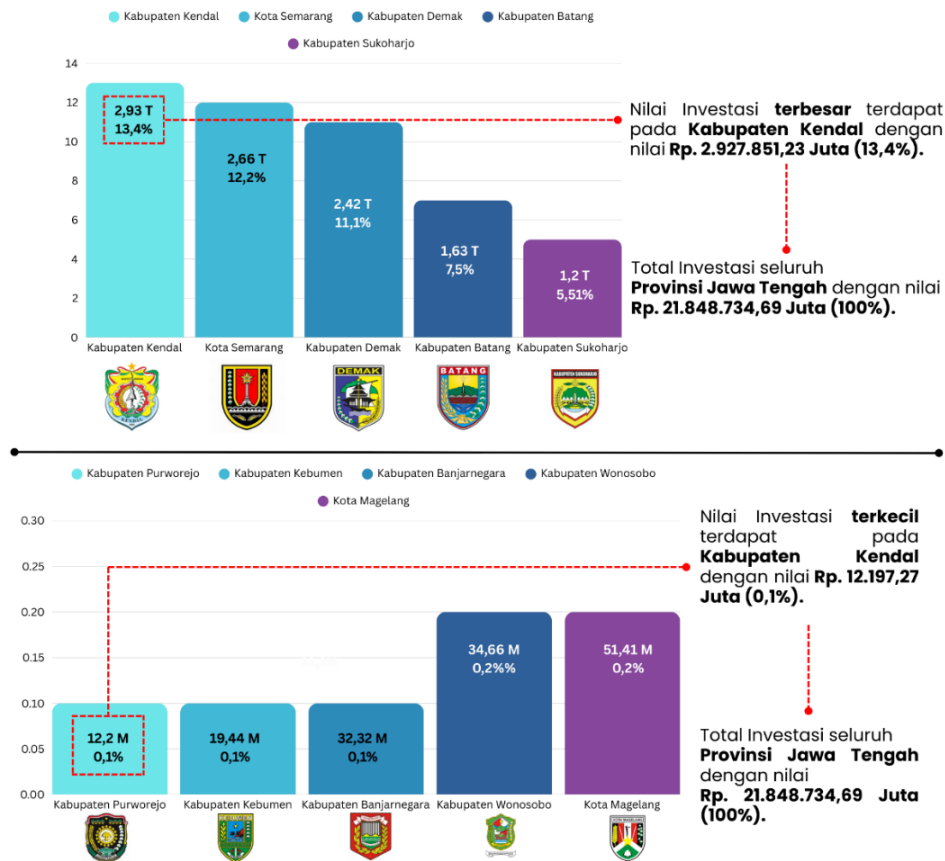 Kabupaten Kendal Kota Semarang Kabupaten Demak Kabupaten Batang
Kabupaten Sukoharjo
14
12
10
8
6
4
2
0
2,93 T
13,4%
2,66 T
12,2%
2,42 T
11,1%
1,63 T
7,5%
1,2 T
5,51%
Kabupaten Kendal Kota Semarang Kabupaten Demak Kabupaten Batang Kabupaten Sukoharjo
KENDAL
DEMAK
BATANG
KABUPATEN SUKOHARJO
Nilai Investasi terbesar terdapat
pada Kabupaten Kendal dengan
nilai Rp. 2.927.851,23 Juta (13,4%).
Total Investasi seluruh
Provinsi Jawa Tengah dengan nilai
Rp. 21.848.734,69 Juta (100%).
Kabupaten Purworejo Kabupaten Kebumen Kabupaten Banjarnegara Kabupaten Wonosobo
Kota Magelang
0.30
0.25
0.20
0.15
0.10
0.05
0.00
12,2 M
0,1%
19,44 M
0,1%
32,32 M
0,1%
34,66 M
0,2%%
51,41 M
0,2%
Kabupaten Purworejo Kabupaten Kebumen Kabupaten Banjarnegara Kabupaten Wonosobo Kota Magelang
KOTA MAGELANG
Nilai Investasi terkecil
terdapat pada
Kabupaten Kendal
dengan nilai Rp. 12.197,27
Juta (0,1%).
Total Investasi seluruh
Provinsi Jawa Tengah
dengan nilai
Rp. 21.848.734,69 Juta
(100%).